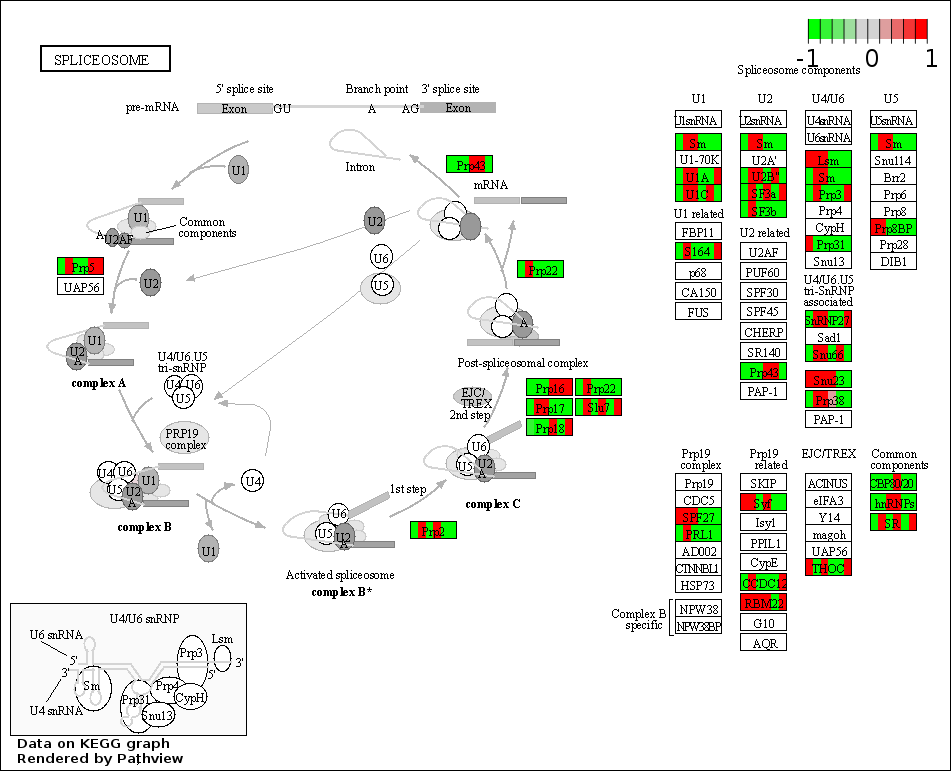 SPLICEOSOME
-1 0 1
Spliceosome components
5' splice site
Branch point
3' splice site
pre-mRNA
Exon
GU
A
AG
Exon
U1
Intron
Prp43
mRNA
U1
A
U2AF
Common
components
U2
U6
U5
Prp5
UAP56
U2
Prp22
A
U1
U2
A
complex A
U4/U6.U5
tri-snRNP
U4
U6
U5
Post-spliceosomal complex
PRP19
complex
EJC/
TREX
2nd step
Prp16
Prp22
Prp17
Slu7
Prp18
U4
U6
U5
U2
U1
A
complex B
U4
U1
U6
U5
U2
A
complex C
1st step
U6
U5
U2
A
Prp2
Activated spliceosome
complex B*
U1
U1snRNA
Sm
U1-70K
U1A
U1C
U1 related
FBP11
S164
p68
CA150
FUS
U2
U2snRNA
Sm
U2A'
U2B"
SF3a
SF3b
U2 related
U2AF
PUF60
SPF30
SPF45
CHERP
SR140
Prp43
PAP-1
U4/U6
U4snRNA
U6snRNA
Lsm
Sm
Prp3
Prp4
CypH
Prp31
Snu13
U4/U6.U5
tri-SnRNP
associated
SnRNP27
Sad1
Snu66
Snu23
Prp38
PAP-1
U5
U5snRNA
Sm
Snu114
Brr2
Prp6
Prp8
Prp8BP
Prp28
DIB1
Prp19
complex
Prp19
CDC5
SPF27
PRL1
AD002
CTNNBL1
HSP73
Complex B
specific
NPW38
NPW38BP
Prp19
related
SKIP
Syf
Isy1
PPIL1
CypE
CCDC12
RBM22
G10
AQR
EJC/TREX
ACINUS
eIFA3
Y14
magoh
UAP56
THOC
Common
components
CBP80/20
hnRNPs
SR
U4/U6 snRNP
U6 snRNA
5'
3'
Sm
U4 snRNA
Prp3
Lsm
3'
5'
Prp31
Prp4
CypH
Snu13
Data on KEGG graph
Rendered by Pathview